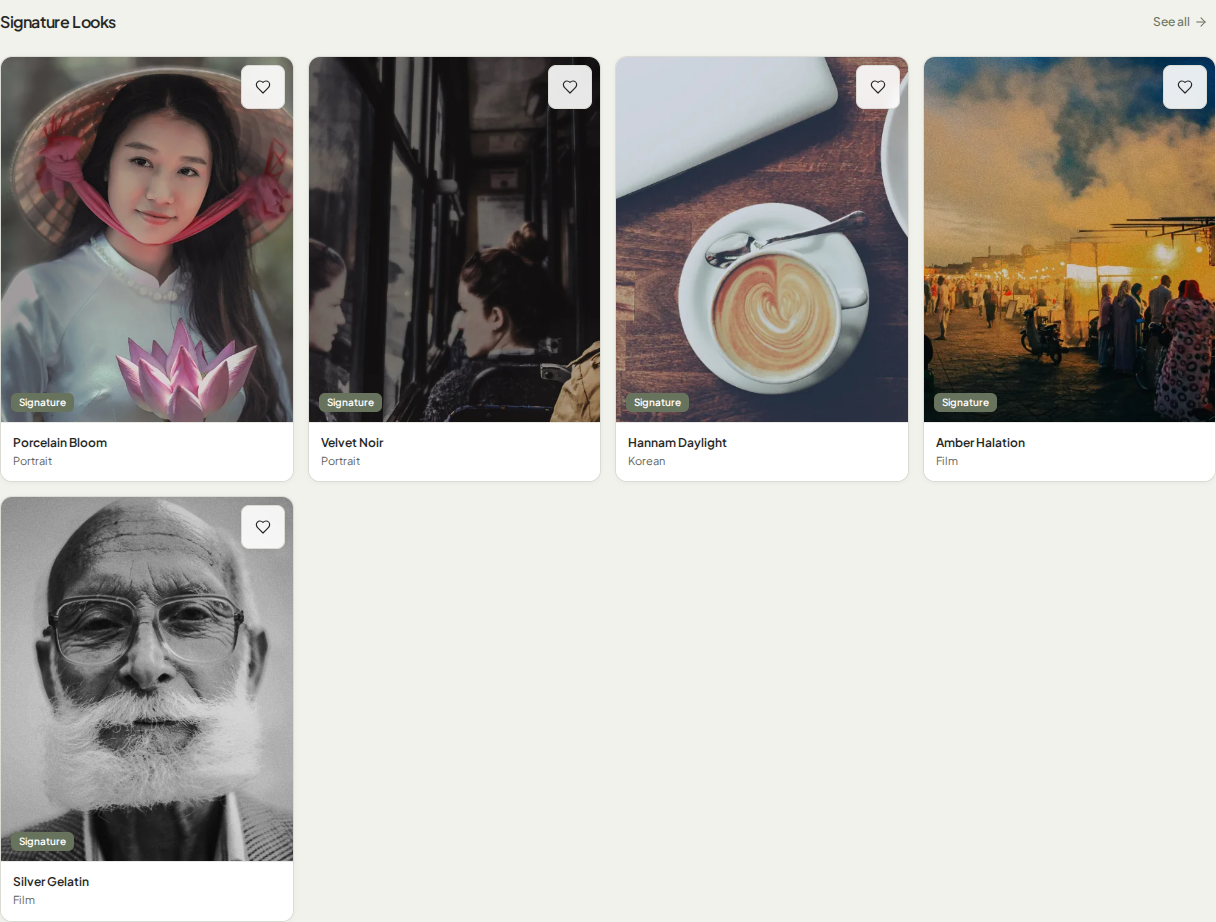 Signature Looks
See all →
Signature
Signature
Signature
Signature
Porcelain Bloom
Portrait
Velvet Noir
Portrait
Hannam Daylight
Korean
Amber Halation
Film
Signature
Silver Gelatin
Film